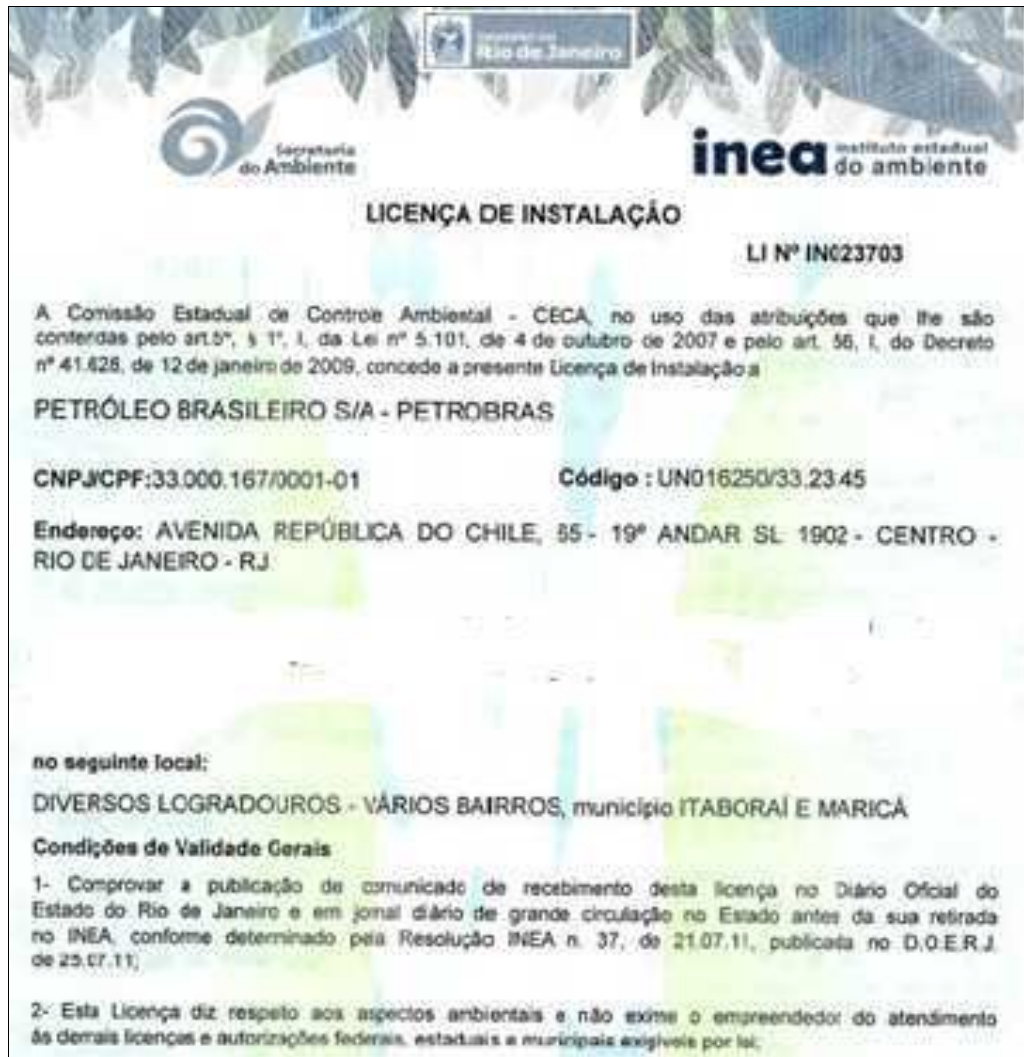 Rio de Janeiro
Secretaria
do Ambiente
inea instituto estadual
do ambiente
LICENÇA DE INSTALAÇÃO
LI Nº IN023703
A Comissão Estadual de Controle Ambiental - CECA, no uso das atribuições que lhe são
conferidas pelo art.5º, § 1º, I, da Lei nº 5.101, de 4 de outubro de 2007 e pelo art. 56, I, do Decreto
nº 41.628, de 12 de janeiro de 2009, concede a presente Licença de Instalação a
PETRÓLEO BRASILEIRO S/A - PETROBRAS
CNPJ/CPF:33.000.167/0001-01 Código : UN016250/33.23.45
Endereço: AVENIDA REPÚBLICA DO CHILE, 65 - 19º ANDAR SL 1902 - CENTRO -
RIO DE JANEIRO - RJ
no seguinte local:
DIVERSOS LOGRADOUROS - VÁRIOS BAIRROS, município ITABORAÍ E MARICÁ
Condições de Validade Gerais
1- Comprovar a publicação de comunicado de recebimento desta licença no Diário Oficial do
Estado do Rio de Janeiro e em jornal diário de grande circulação no Estado antes da sua retirada
no INEA, conforme determinado pela Resolução INEA n. 37, de 21.07.11, publicada no D.O.E.R.J.
de 25.07.11;
2- Esta Licença diz respeito aos aspectos ambientais e não exime o empreendedor do atendimento
às demais licenças e autorizações federais, estaduais e municipais exigíveis por lei;